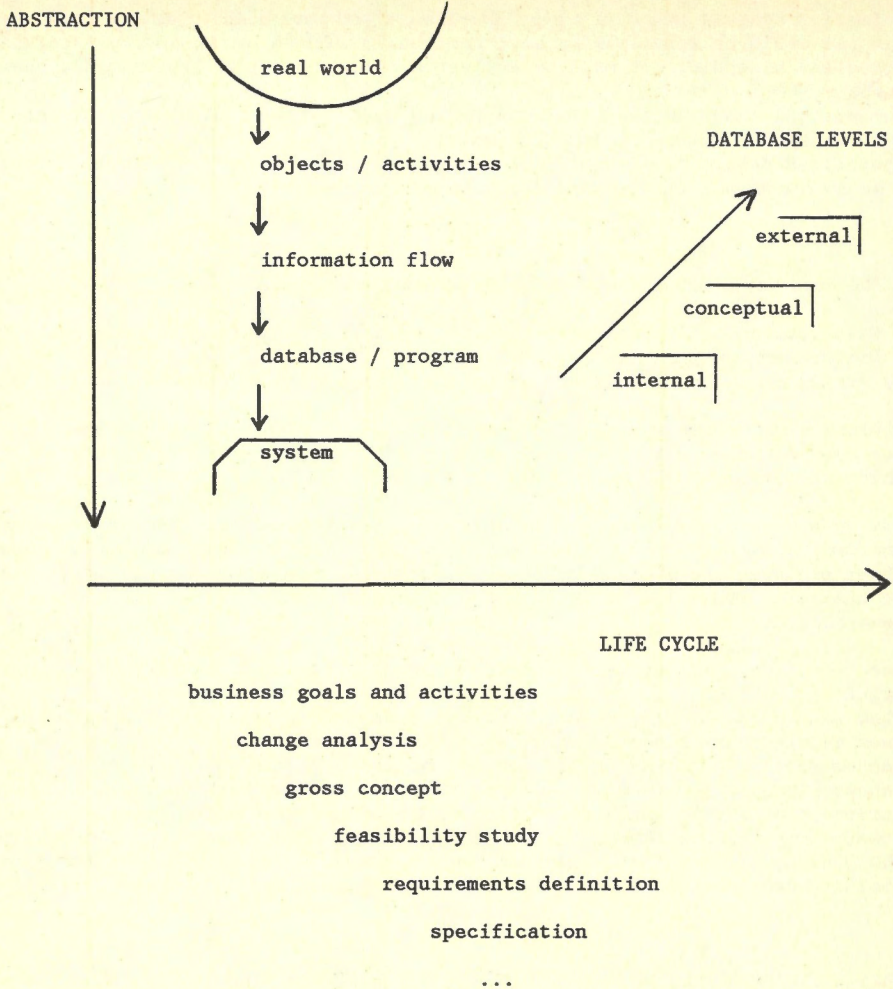 ABSTRACTION
real world
objects / activities
DATABASE LEVELS
external
information flow
conceptual
database / program
internal
system
LIFE CYCLE
business goals and activities
change analysis
gross concept
feasibility study
requirements definition
specification
...